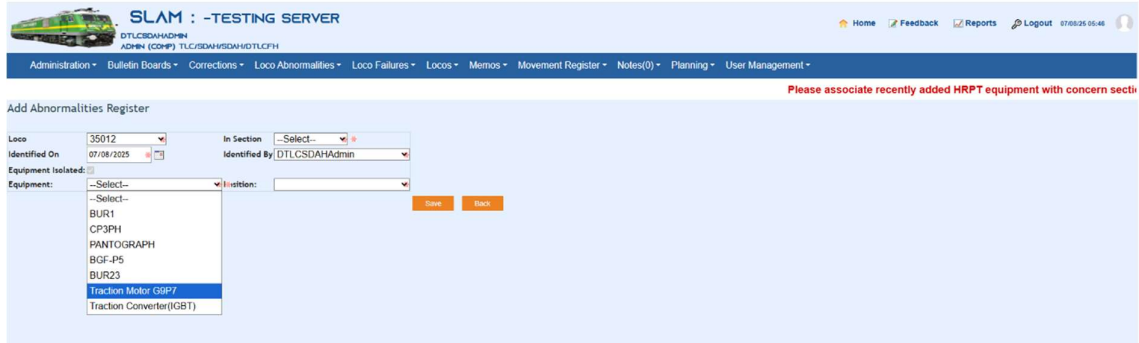 SLAM : -TESTING SERVER
DTLCSDAHADMIN
ADMIN (COMP) TLC/SDAH/SDAH/DTLCFH
Home Feedback Reports Logout 07/08/25 05:46
Administration Bulletin Boards Corrections Loco Abnormalities Loco Failures Locos Memos Movement Register Notes(0) Planning User Management
Please associate recently added HRPT equipment with concern secti
Add Abnormalities Register
Loco 35012 In Section --Select--
Identified On 07/08/2025 Identified By DTLCSDAHAdmin
Equipment Isolated:
Equipment: --Select-- sition:
--Select--
Save Back
BUR1
CP3PH
PANTOGRAPH
BGF-P5
BUR23
Traction Motor G9P7
Traction Converter(IGBT)